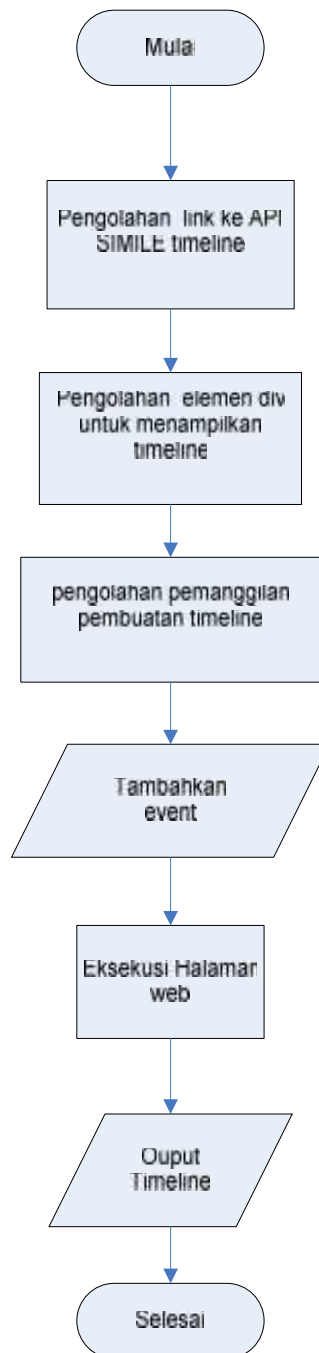 Mulai
Pengolahan link ke API
SIMILE timeline
Pengolahan elemen div
untuk menampilkan
timeline
pengolahan pemanggilan
pembuatan timeline
Tambahkan
event
Eksekusi Halaman
web
Ouput
Timeline
Selesai